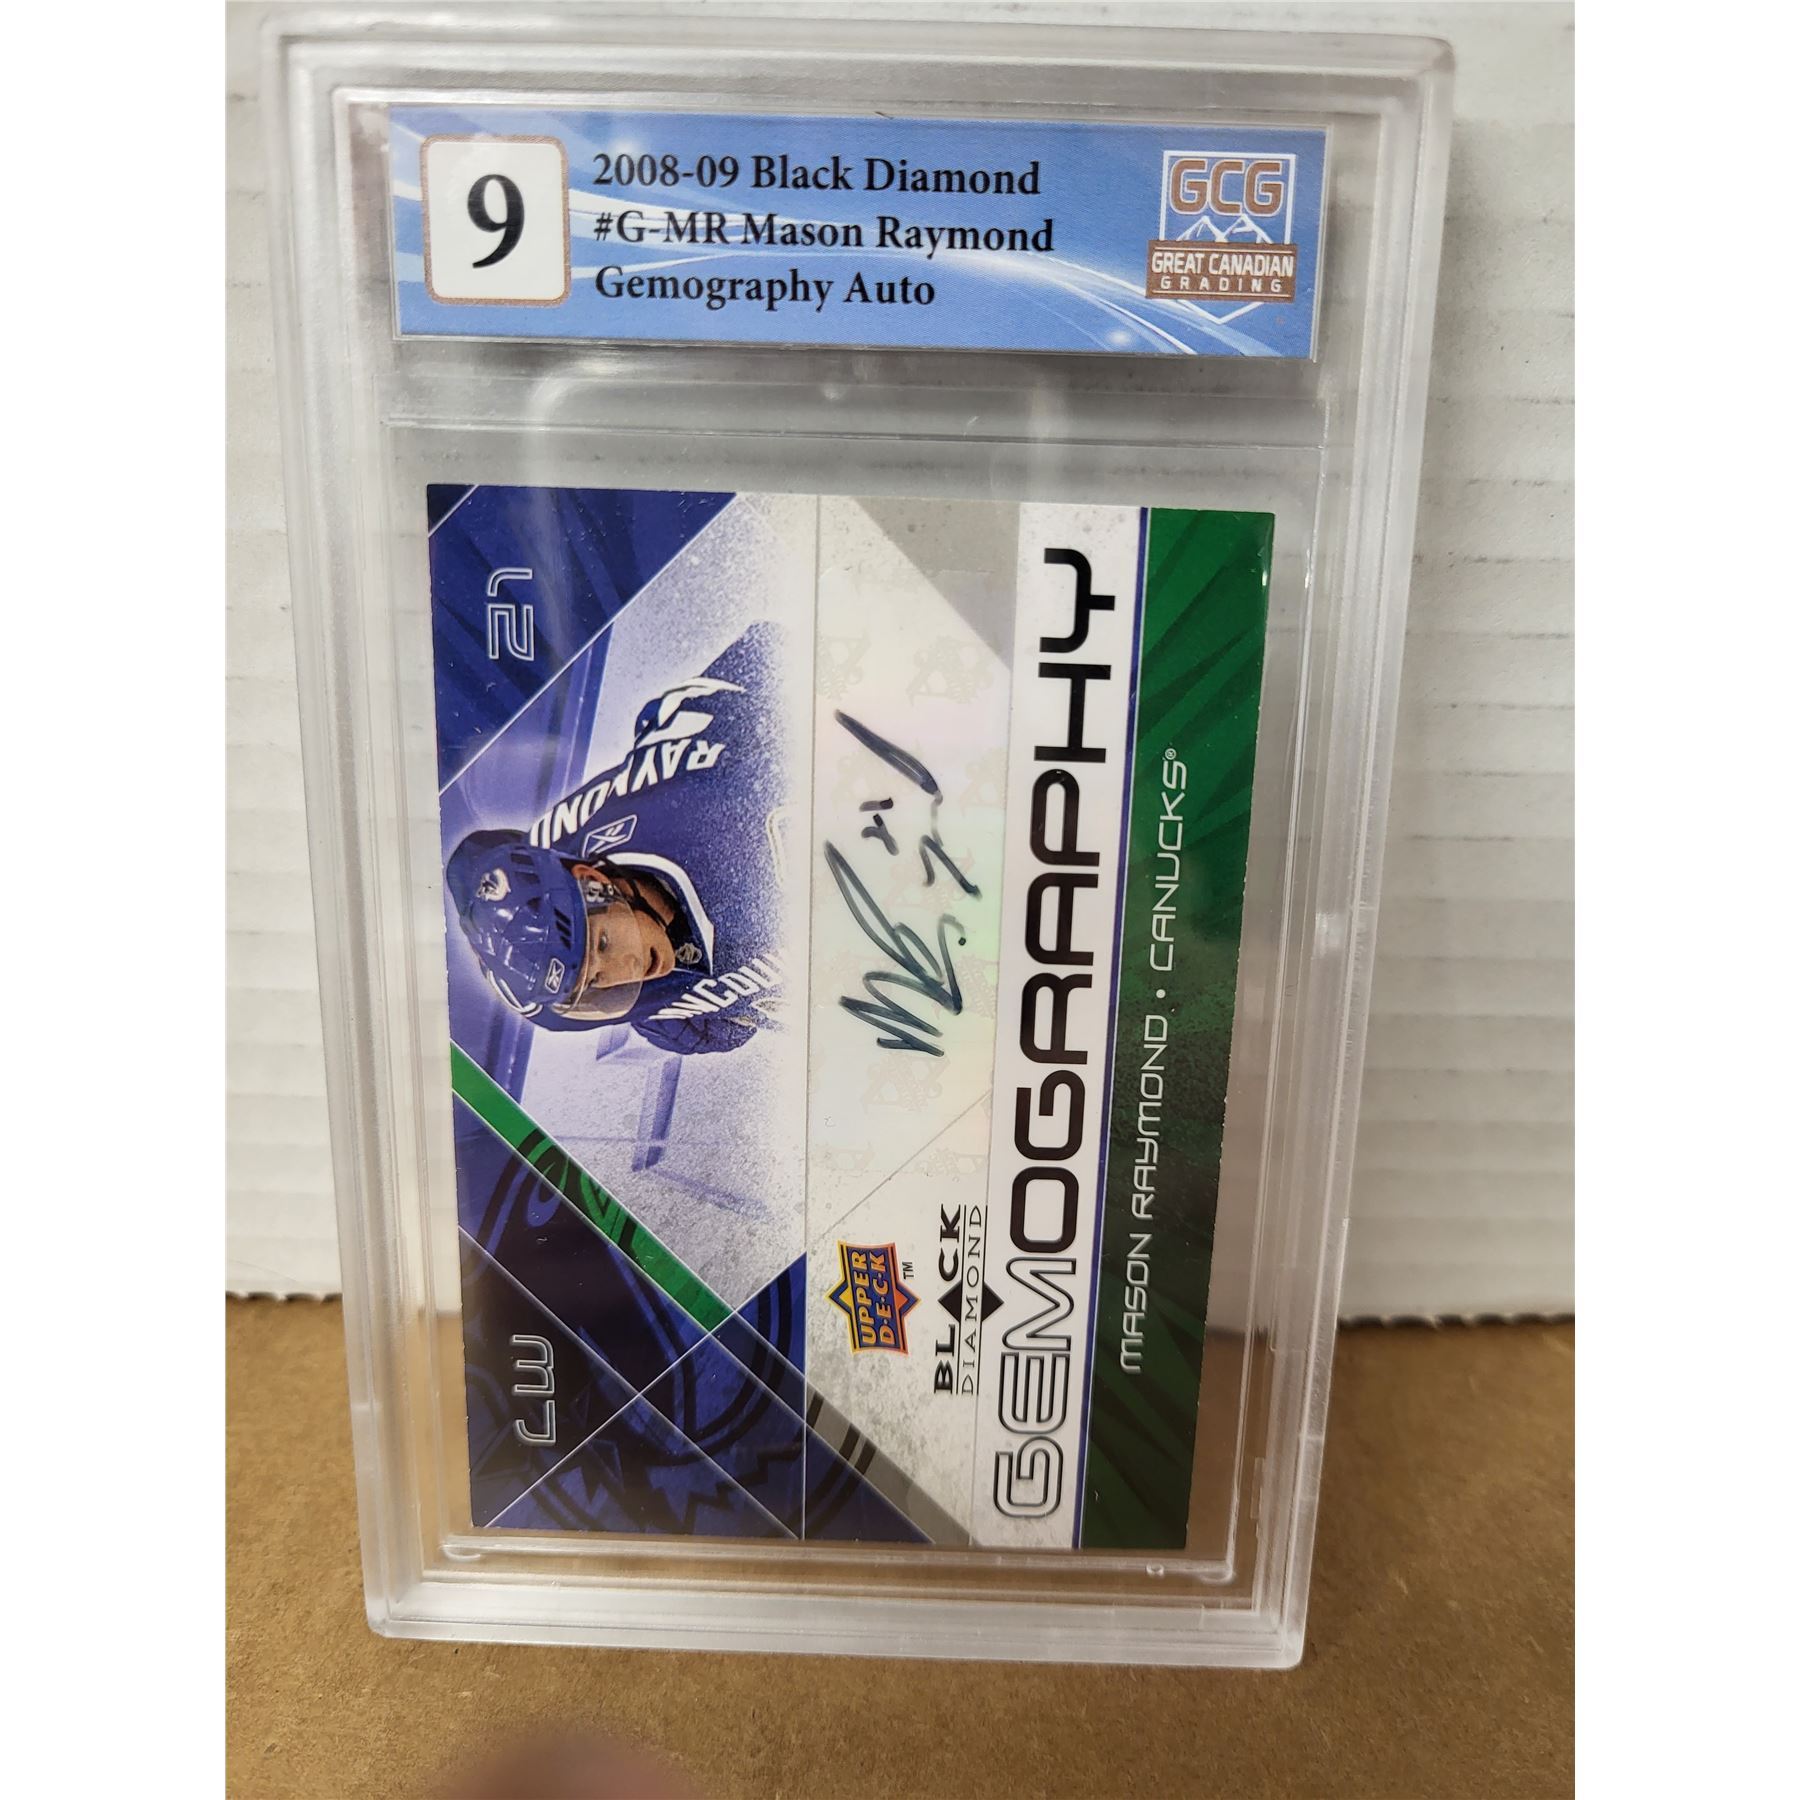 9
2008-09 Black Diamond
#G-MR Mason Raymond
Gemography Auto
GCG
GREAT CANADIAN
GRADING
LW
21
RAYMOND
UPPER
D·E·C·K
TM
BLACK
DIAMOND
GEMOGRAPHY
MASON RAYMOND • CANUCKS®